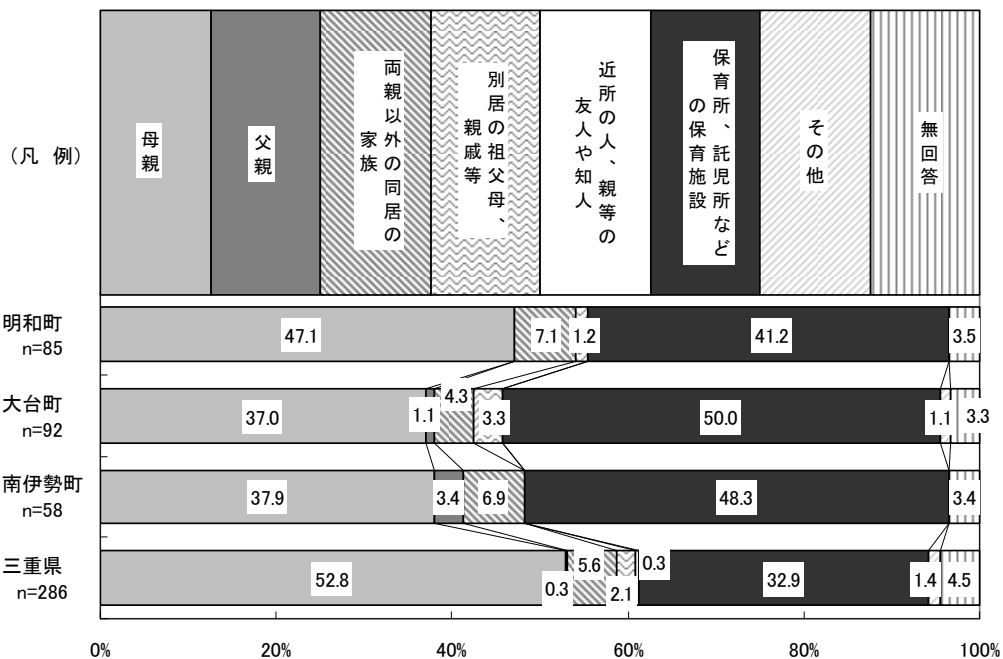 （凡 例）
母親
父親
両親以外の同居の
家族
別居の祖父母、
親戚等
近所の人、親等の
友人や知人
保育所、託児所など
の保育施設
その他
無回答
明和町
n=85
47.1
7.1
1.2
41.2
3.5
大台町
n=92
37.0
1.1
4.3
3.3
50.0
1.1
3.3
南伊勢町
n=58
37.9
3.4
6.9
48.3
3.4
三重県
n=286
52.8
0.3
5.6
2.1
0.3
32.9
1.4
4.5
0%
20%
40%
60%
80%
100%